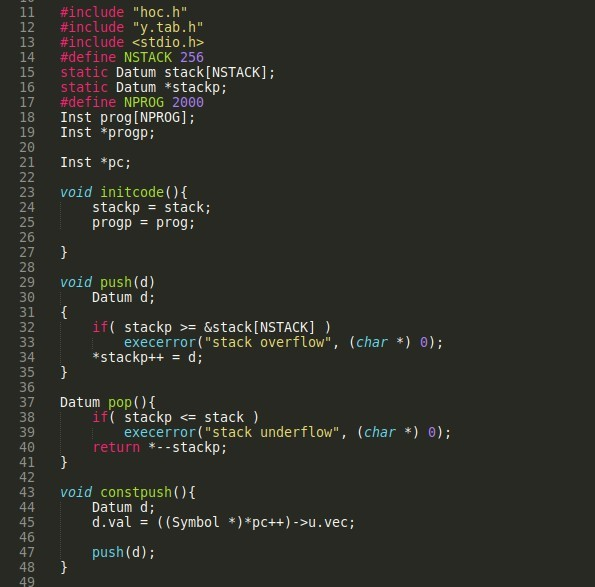 11 #include "hoc.h"
12 #include "y.tab.h"
13 #include <stdio.h>
14 #define NSTACK 256
15 static Datum stack[NSTACK];
16 static Datum *stackp;
17 #define NPROG 2000
18 Inst prog[NPROG];
19 Inst *progp;
20
21 Inst *pc;
22
23 void initcode(){
24     stackp = stack;
25     progp = prog;
26
27 }
28
29 void push(d)
30     Datum d;
31 {
32     if( stackp >= &stack[NSTACK] )
33         execerror("stack overflow", (char *) 0);
34     *stackp++ = d;
35 }
36
37 Datum pop(){
38     if( stackp <= stack )
39         execerror("stack underflow", (char *) 0);
40     return *--stackp;
41 }
42
43 void constpush(){
44     Datum d;
45     d.val = ((Symbol *)*pc++)->u.vec;
46
47     push(d);
48 }
49